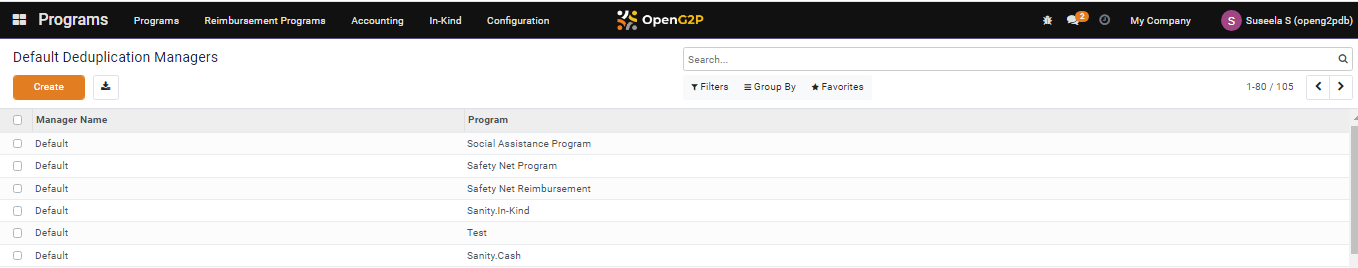 Programs Programs Reimbursement Programs Accounting In-Kind Configuration OpenG2P 2 My Company S Suseela S (openg2pdb)
Default Deduplication Managers Search...
Create Filters Group By Favorites 1-80 / 105
Manager Name Program
Default Social Assistance Program
Default Safety Net Program
Default Safety Net Reimbursement
Default Sanity.In-Kind
Default Test
Default Sanity.Cash